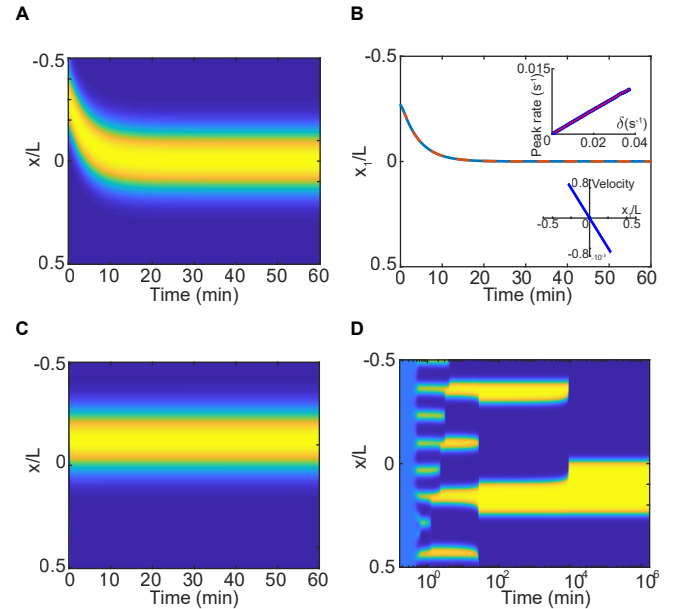 A
-0.5
0
0.5
x/L
0 10 20 30 40 50 60
Time (min)
B
-0.5
0
0.5
x₁/L
0 10 20 30 40 50 60
Time (min)
0.015
Peak rate (s⁻¹)
0
0.02 0.04
δ(s⁻¹)
0.8 Velocity
x₁/L
-0.5 0 0.5
-0.8 ·10⁻³
C
-0.5
0
0.5
x/L
0 10 20 30 40 50 60
Time (min)
D
-0.5
0
0.5
x/L
10⁰ 10² 10⁴ 10⁶
Time (min)